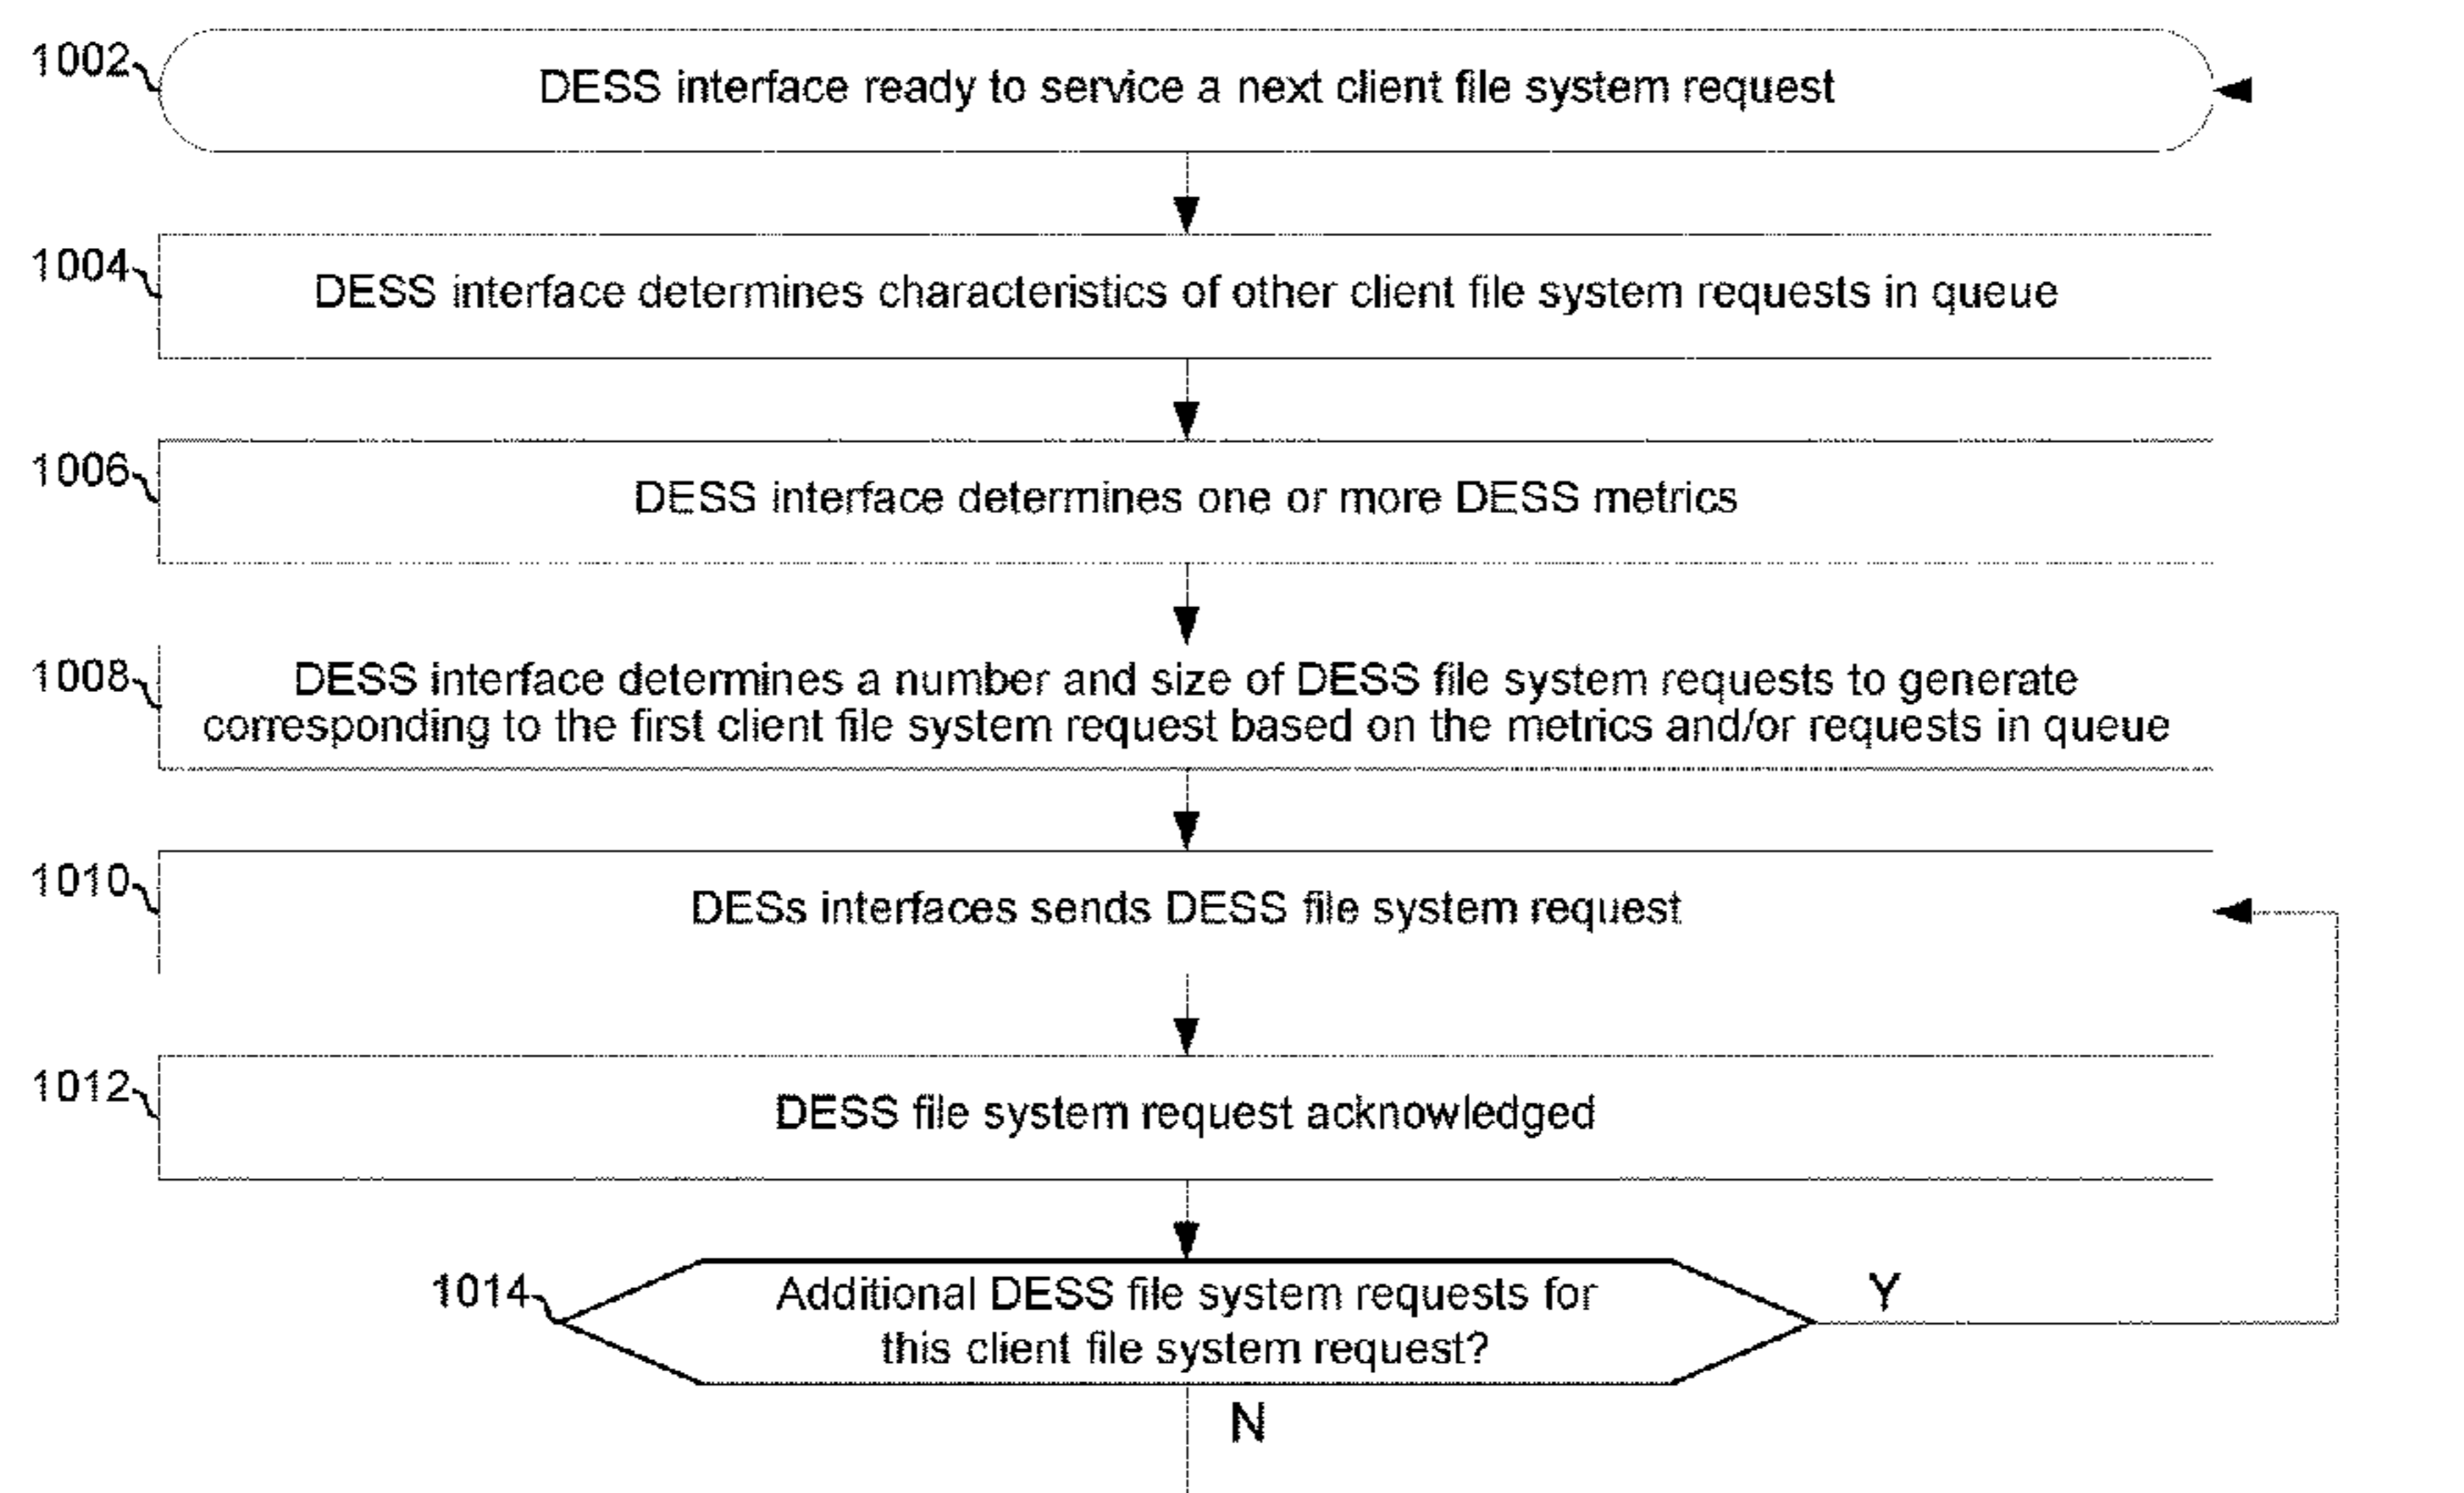 1002
DESS interface ready to service a next client file system request
1004
DESS interface determines characteristics of other client file system requests in queue
1006
DESS interface determines one or more DESS metrics
1008
DESS interface determines a number and size of DESS file system requests to generate
corresponding to the first client file system request based on the metrics and/or requests in queue
1010
DESs interfaces sends DESS file system request
1012
DESS file system request acknowledged
1014
Additional DESS file system requests for
this client file system request?
Y
N